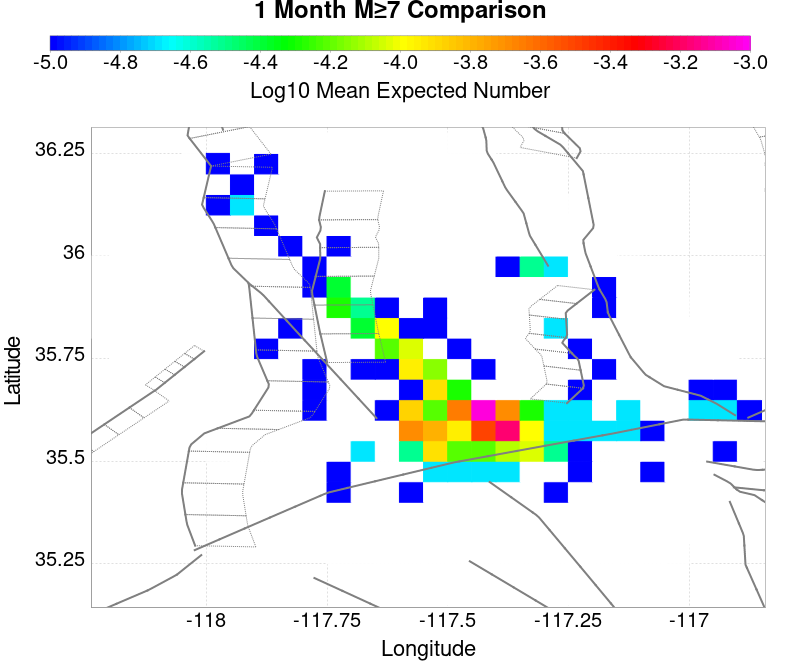 1 Month M≥7 Comparison
-5.0 -4.8 -4.6 -4.4 -4.2 -4.0 -3.8 -3.6 -3.4 -3.2 -3.0
Log10 Mean Expected Number
36.25
36
35.75
35.5
35.25
Latitude
-118 -117.75 -117.5 -117.25 -117
Longitude